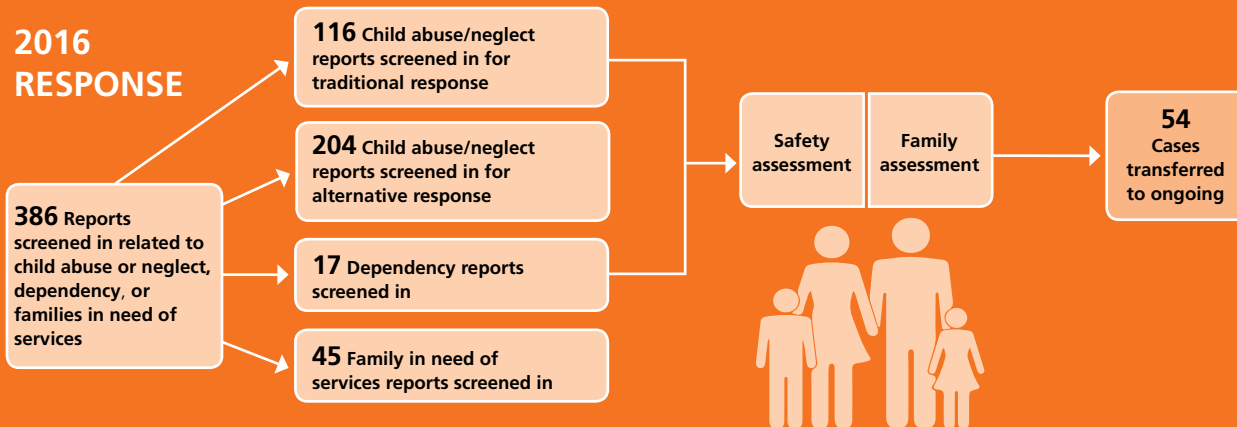 2016
RESPONSE
386 Reports
screened in related to
child abuse or neglect,
dependency, or
families in need of
services
116 Child abuse/neglect
reports screened in for
traditional response
204 Child abuse/neglect
reports screened in for
alternative response
17 Dependency reports
screened in
45 Family in need of
services reports screened in
Safety
assessment
Family
assessment
54
Cases
transferred
to ongoing